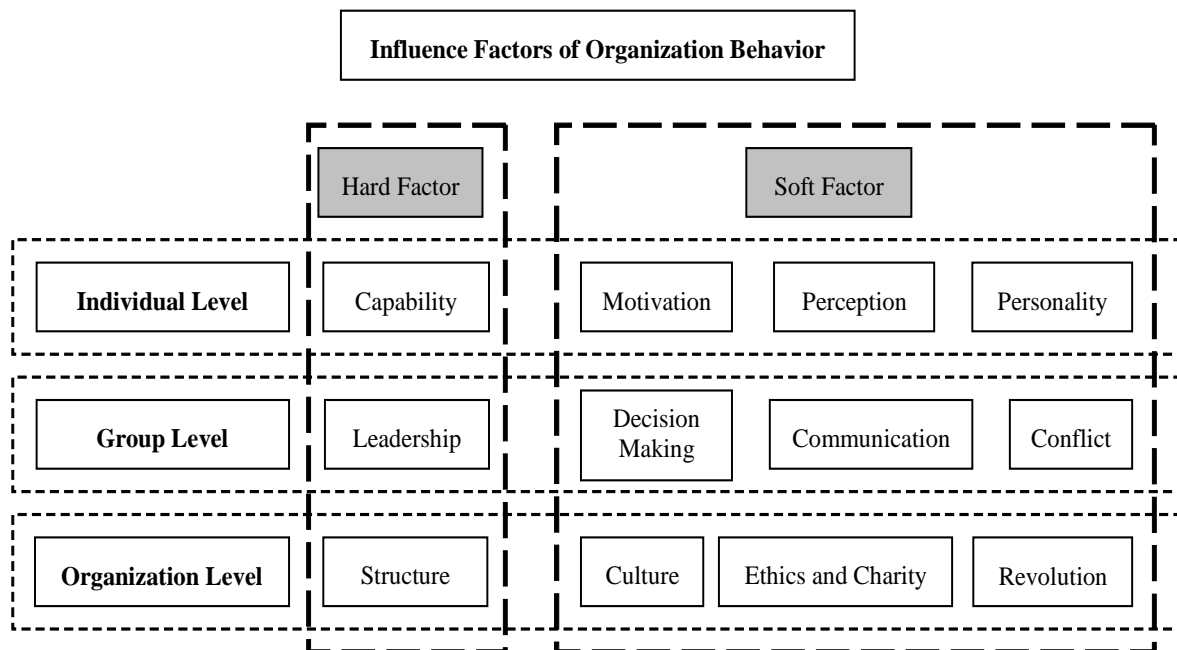 Influence Factors of Organization Behavior
Hard Factor
Soft Factor
Individual Level
Capability
Motivation
Perception
Personality
Group Level
Leadership
Decision
Making
Communication
Conflict
Organization Level
Structure
Culture
Ethics and Charity
Revolution